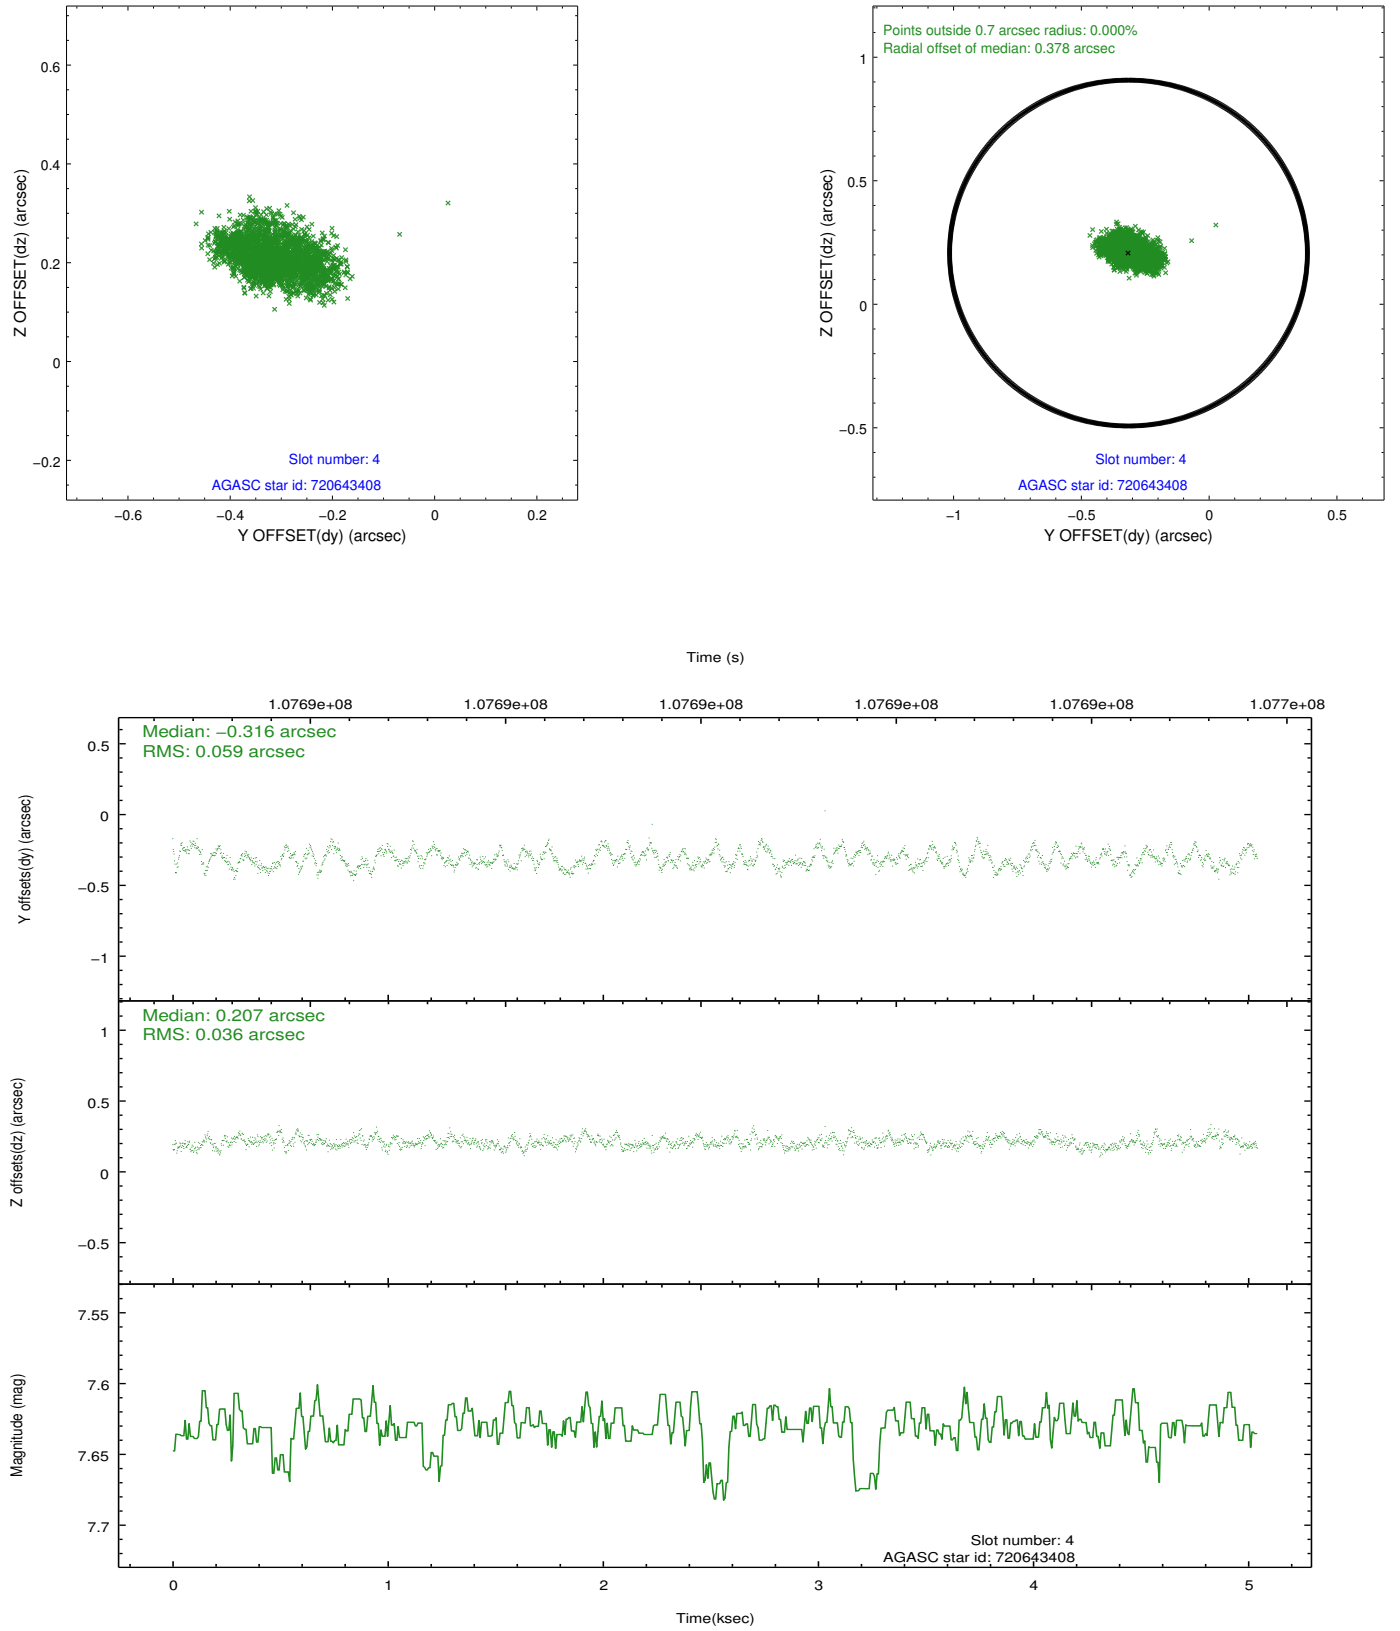 0.6
0.4
0.2
0
−0.2
Z OFFSET(dz) (arcsec)
Slot number: 4
AGASC star id: 720643408
−0.6 −0.4 −0.2 0 0.2
Y OFFSET(dy) (arcsec)
Points outside 0.7 arcsec radius: 0.000%
Radial offset of median: 0.378 arcsec
1
0.5
0
−0.5
Z OFFSET(dz) (arcsec)
Slot number: 4
AGASC star id: 720643408
−1 −0.5 0 0.5
Y OFFSET(dy) (arcsec)
Time (s)
1.0769e+08 1.0769e+08 1.0769e+08 1.0769e+08 1.0769e+08 1.077e+08
Median: −0.316 arcsec
RMS: 0.059 arcsec
0.5
0
−0.5
−1
Y offsets(dy) (arcsec)
Median: 0.207 arcsec
RMS: 0.036 arcsec
1
0.5
0
−0.5
Z offsets(dz) (arcsec)
7.55
7.6
7.65
7.7
Magnitude (mag)
Slot number: 4
AGASC star id: 720643408
0 1 2 3 4 5
Time(ksec)